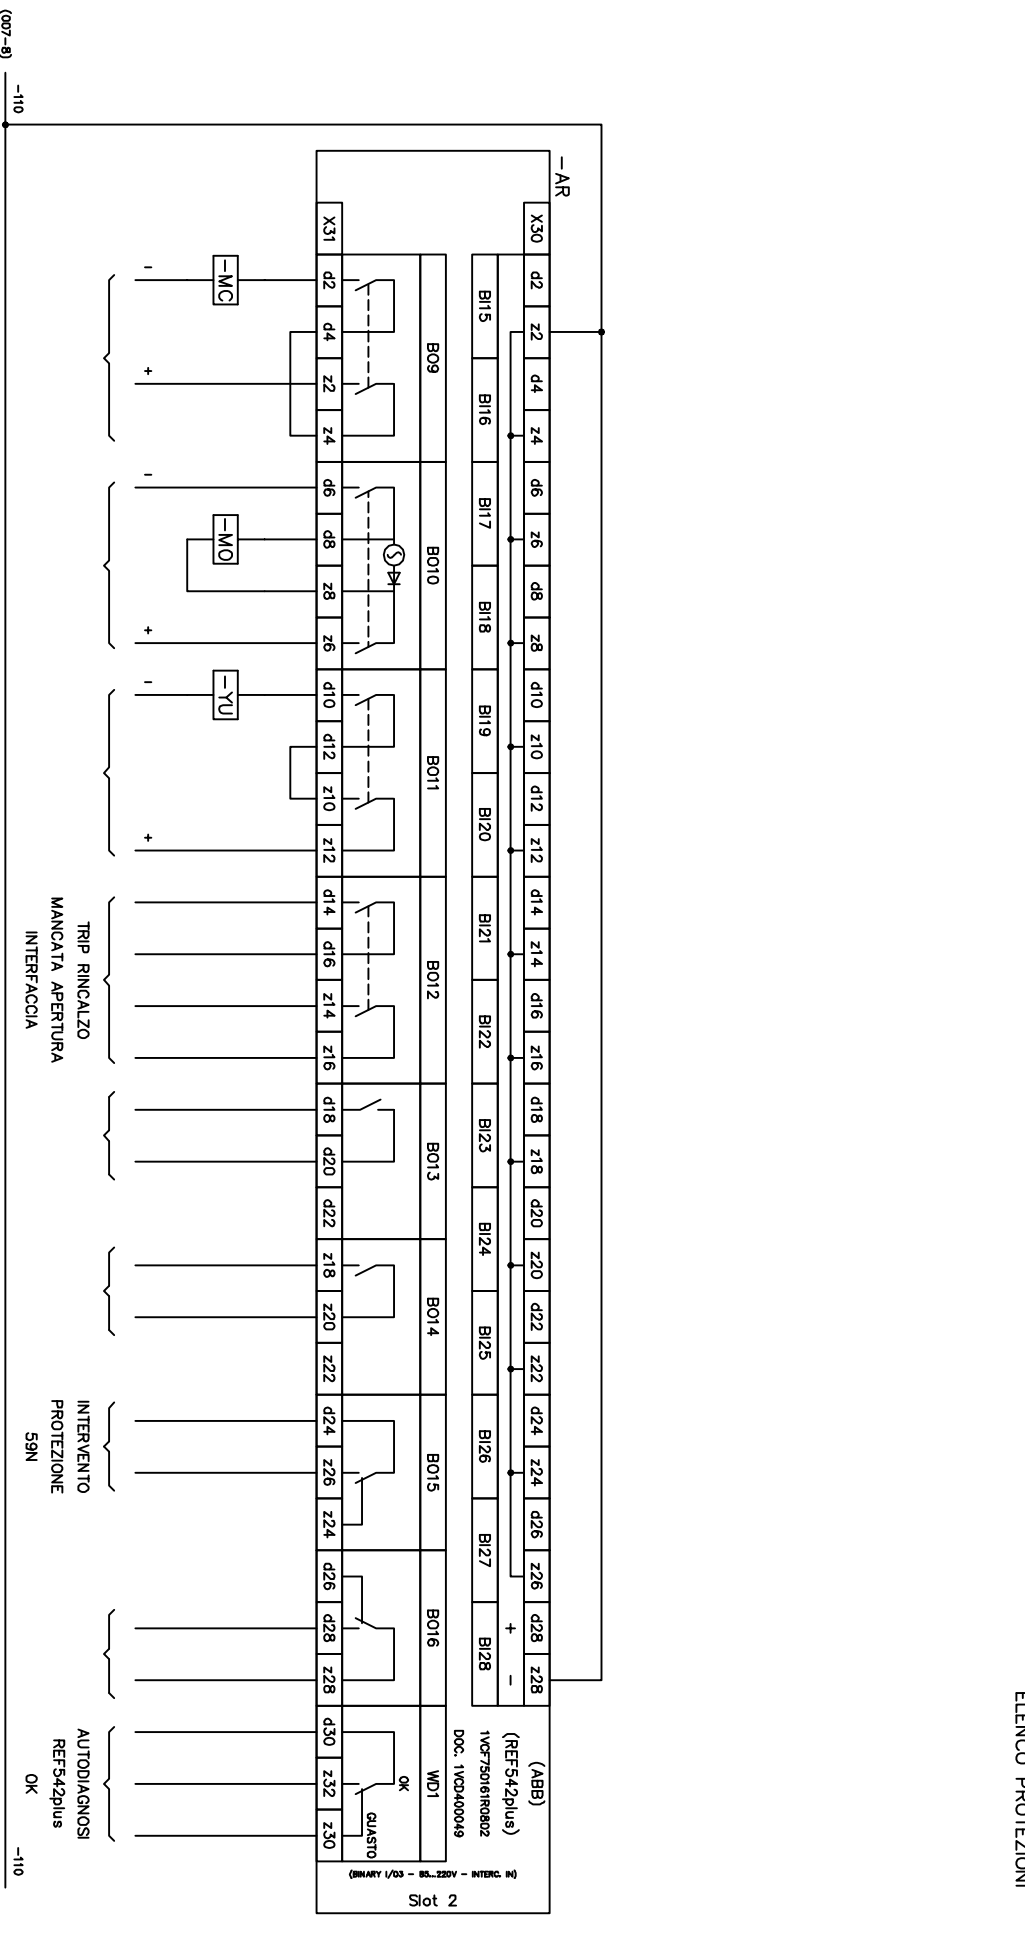 (007-8)
-110
-AR
X30
d2
z2
d4
z4
d6
z6
d8
z8
d10
z10
d12
z12
d14
z14
d16
z16
d18
z18
d20
z20
d22
z22
d24
z24
d26
z26
d28
z28
+
-
BI15
BI16
BI17
BI18
BI19
BI20
BI21
BI22
BI23
BI24
BI25
BI26
BI27
BI28
(ABB)
(REF542plus)
1VCF750161R0802
DOC. 1VCD400049
BO9
BO10
BO11
BO12
BO13
BO14
BO15
BO16
WD1
OK
GUASTO
(BINARY I/O3 - 85...220V - INTERC. IN)
Slot 2
X31
d2
d4
z2
z4
d6
d8
z8
z6
d10
d12
z10
z12
d14
d16
z14
z16
d18
d20
d22
z18
z20
z22
d24
z26
z24
d26
d28
z28
d30
z32
z30
-MC
-MO
-YU
-
+
-
+
-
+
TRIP RINCALZO
MANCATA APERTURA
INTERFACCIA
INTERVENTO
PROTEZIONE
59N
AUTODIAGNOSI
REF542plus
OK
-110
ELENCO PROTEZIONI